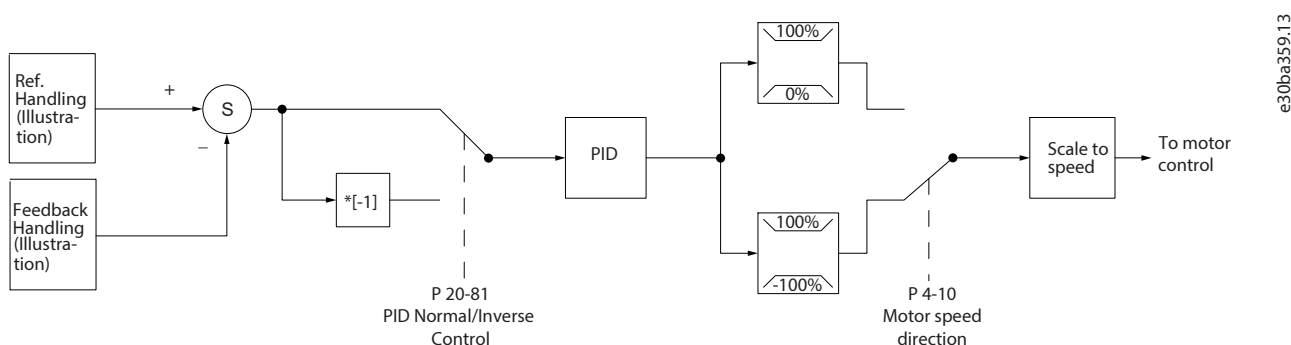 Ref.
Handling
(Illustra-
tion)
Feedback
Handling
(Illustra-
tion)
+
_
S
*[-1]
P 20-81
PID Normal/Inverse
Control
PID
100%
0%
100%
-100%
P 4-10
Motor speed
direction
Scale to
speed
To motor
control
e30ba359.13